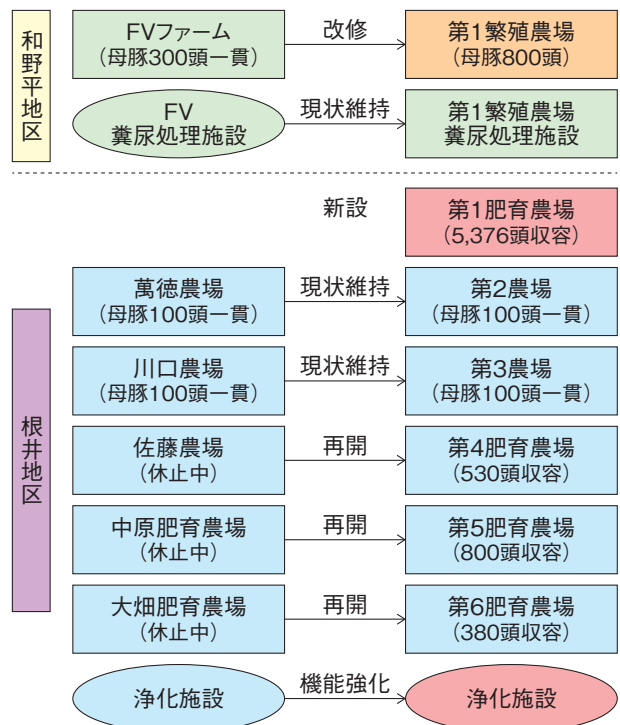 和野平地区
FVファーム
(母豚300頭一貫)
改修
第1繁殖農場
(母豚800頭)
FV
糞尿処理施設
現状維持
第1繁殖農場
糞尿処理施設
根井地区
新設
第1肥育農場
(5,376頭収容)
萬徳農場
(母豚100頭一貫)
現状維持
第2農場
(母豚100頭一貫)
川口農場
(母豚100頭一貫)
現状維持
第3農場
(母豚100頭一貫)
佐藤農場
(休止中)
再開
第4肥育農場
(530頭収容)
中原肥育農場
(休止中)
再開
第5肥育農場
(800頭収容)
大畑肥育農場
(休止中)
再開
第6肥育農場
(380頭収容)
浄化施設
機能強化
浄化施設